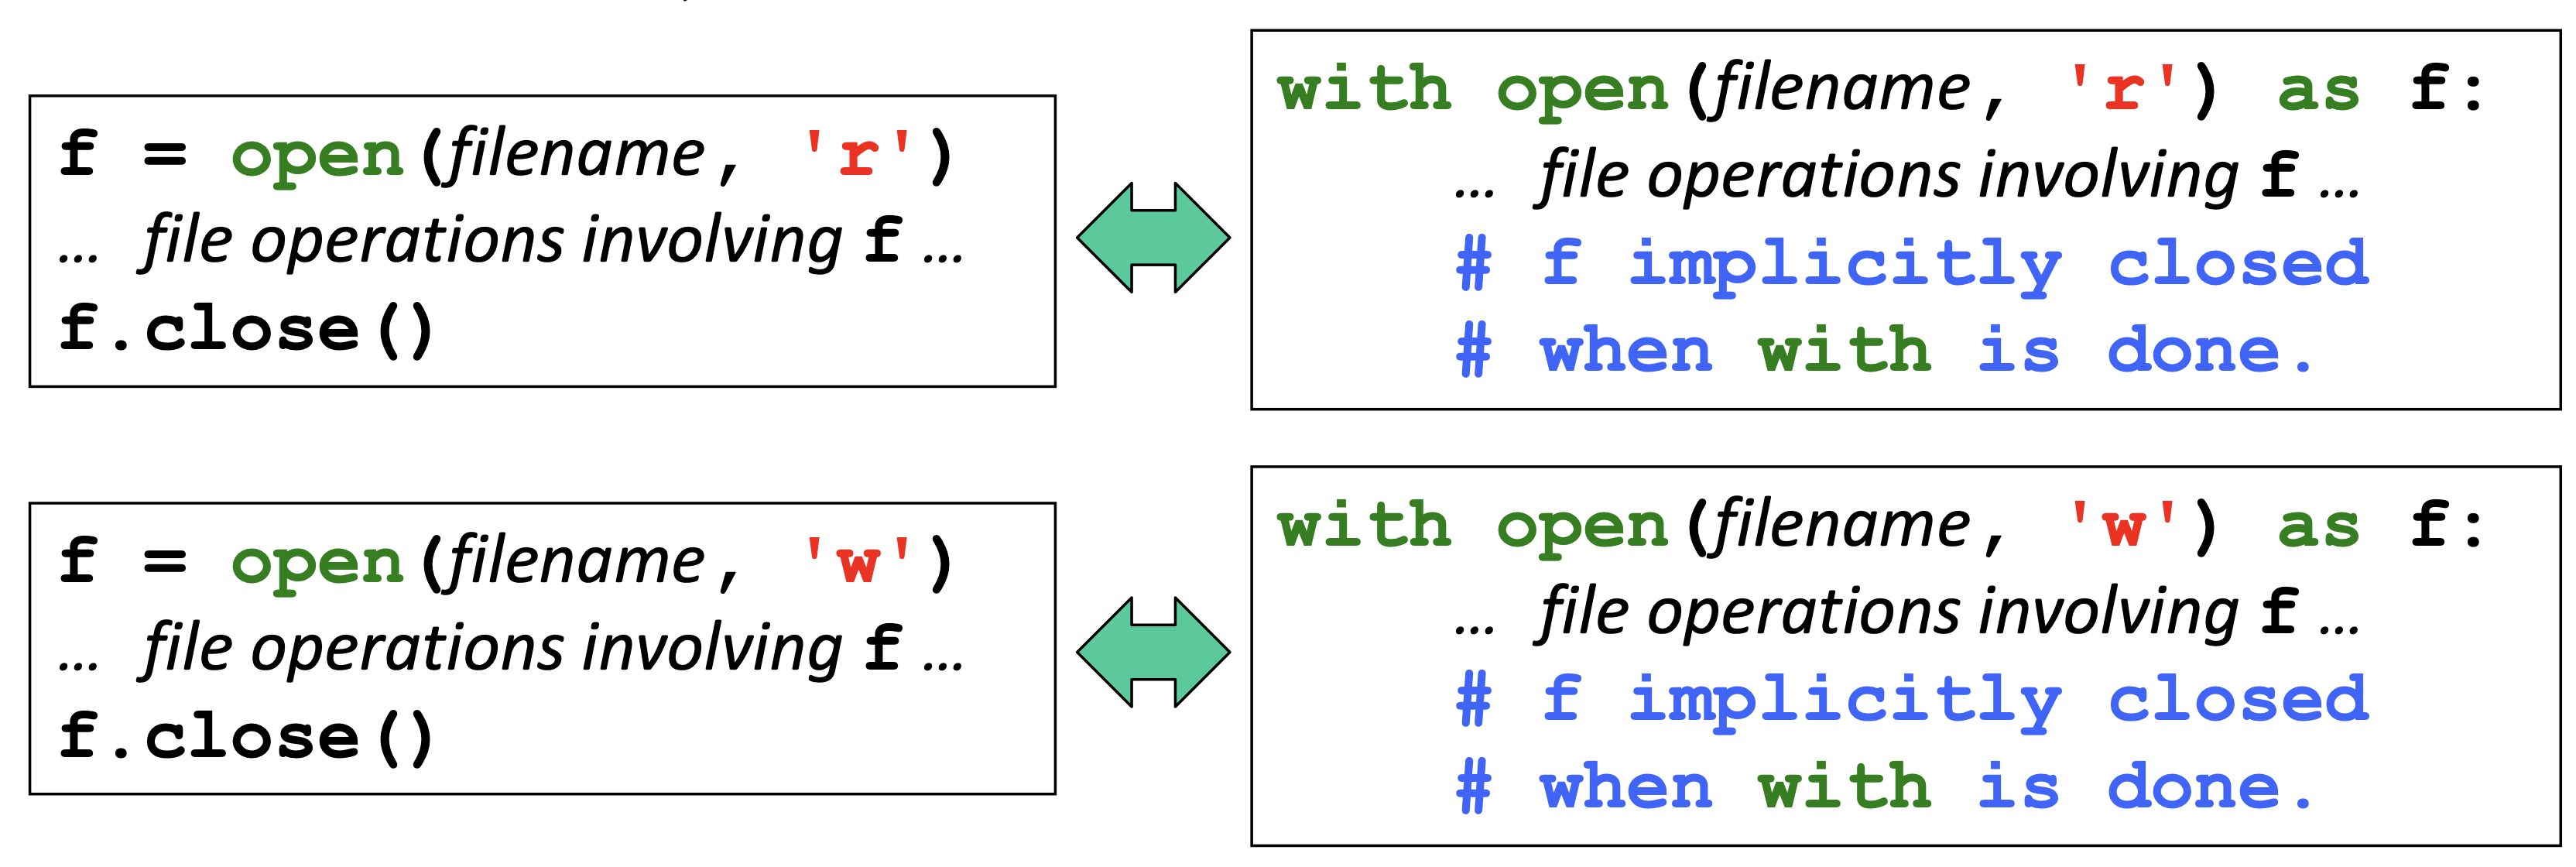 f = open(filename, 'r')
… file operations involving f …
f.close()
with open(filename, 'r') as f:
… file operations involving f …
# f implicitly closed
# when with is done.
f = open(filename, 'w')
… file operations involving f …
f.close()
with open(filename, 'w') as f:
… file operations involving f …
# f implicitly closed
# when with is done.